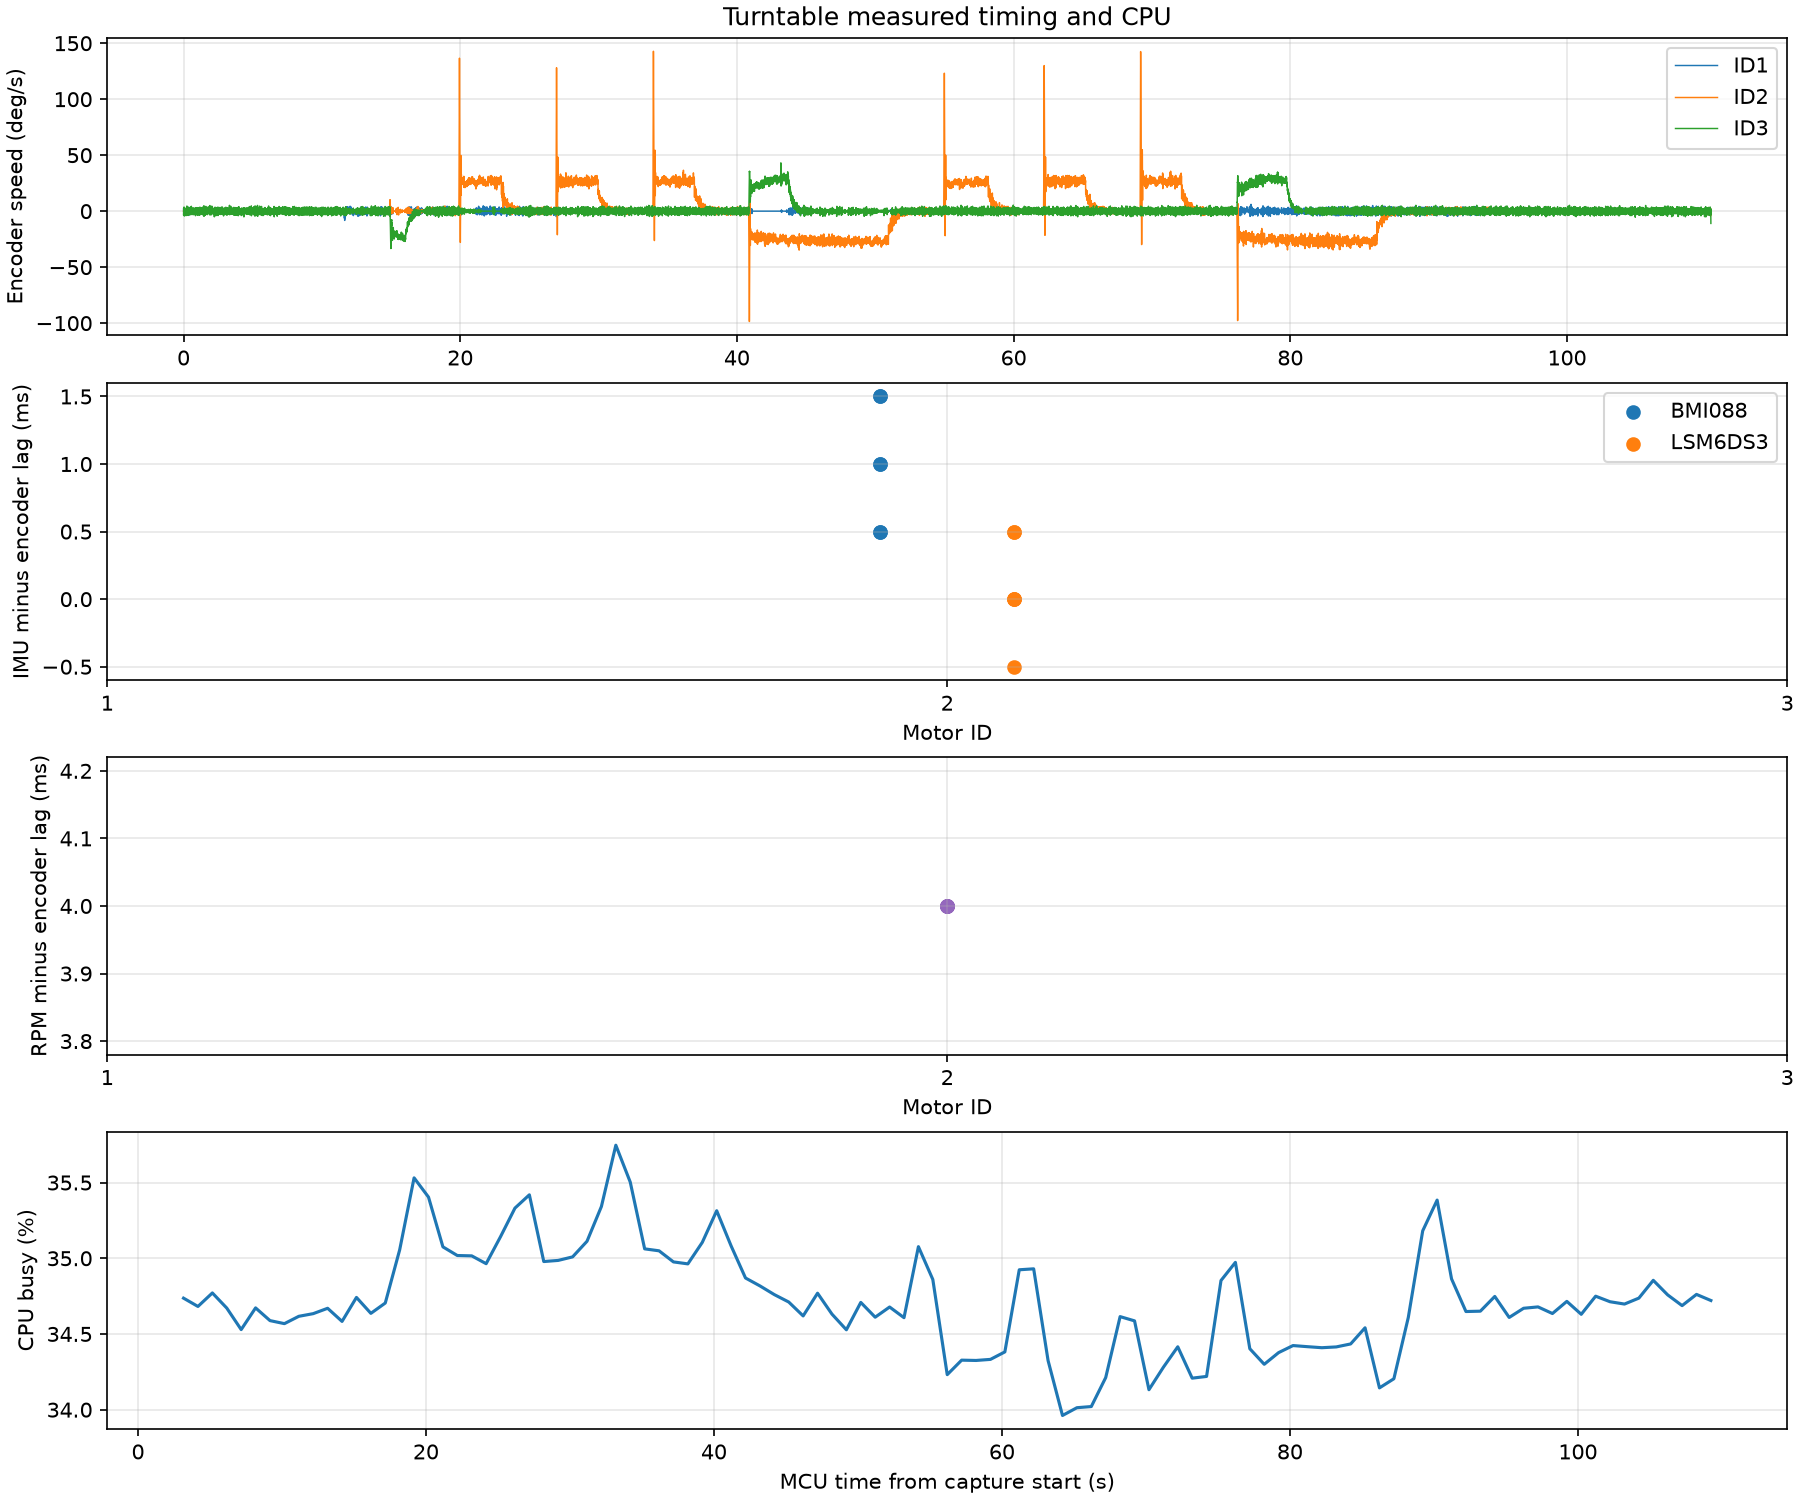 Turntable measured timing and CPU
Encoder speed (deg/s)
150
100
50
0
−50
−100
ID1
ID2
ID3
0 20 40 60 80 100
IMU minus encoder lag (ms)
1.5
1.0
0.5
0.0
−0.5
BMI088
LSM6DS3
1 2 3
Motor ID
RPM minus encoder lag (ms)
4.2
4.1
4.0
3.9
3.8
1 2 3
Motor ID
CPU busy (%)
35.5
35.0
34.5
34.0
0 20 40 60 80 100
MCU time from capture start (s)